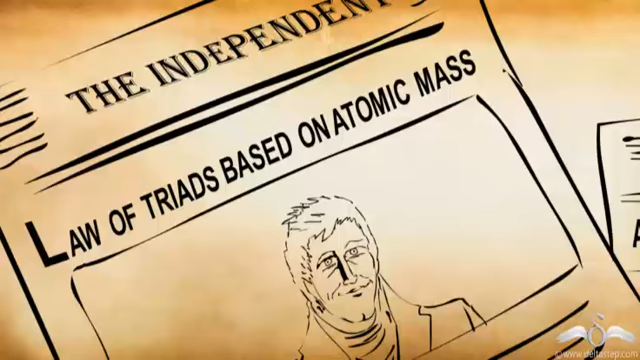 THE INDEPENDENT
LAW OF TRIADS BASED ON ATOMIC MASS
A
©www.deltastep.com